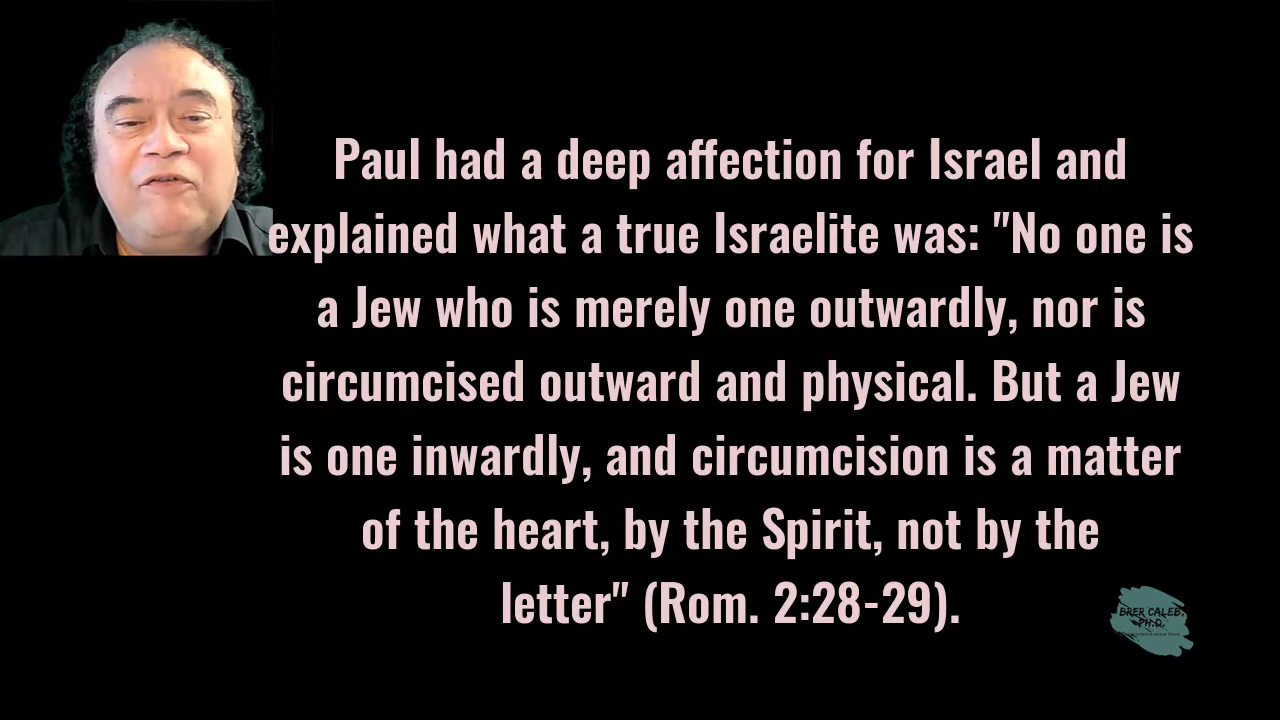 Paul had a deep affection for Israel and
explained what a true Israelite was: "No one is
a Jew who is merely one outwardly, nor is
circumcised outward and physical. But a Jew
is one inwardly, and circumcision is a matter
of the heart, by the Spirit, not by the
letter" (Rom. 2:28-29).
BRER CALEB,
PH.D.